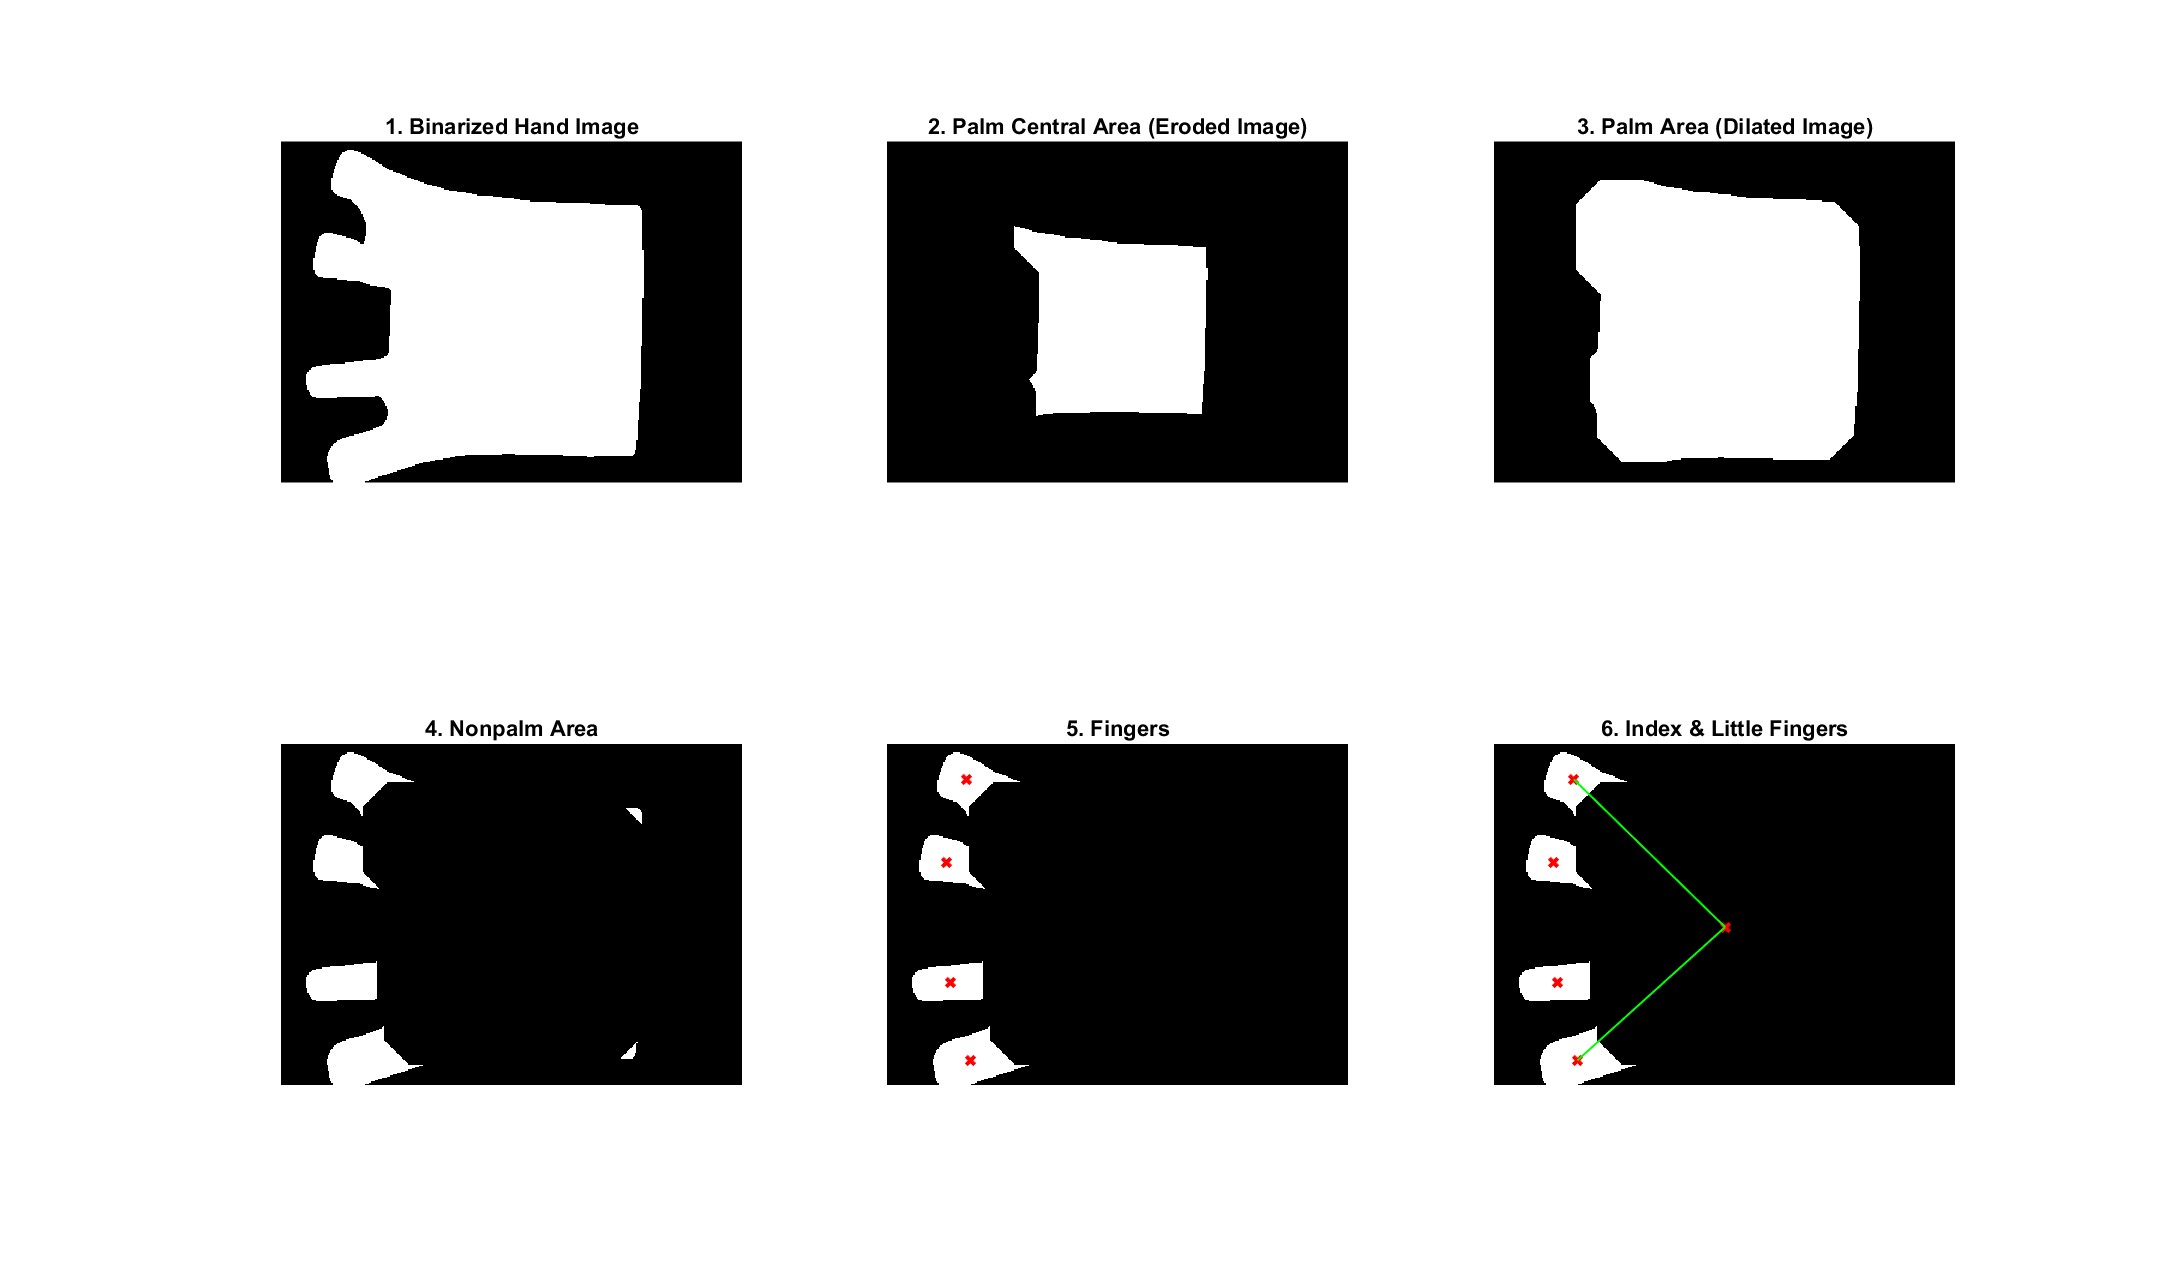 1. Binarized Hand Image
2. Palm Central Area (Eroded Image)
3. Palm Area (Dilated Image)
4. Nonpalm Area
5. Fingers
6. Index & Little Fingers